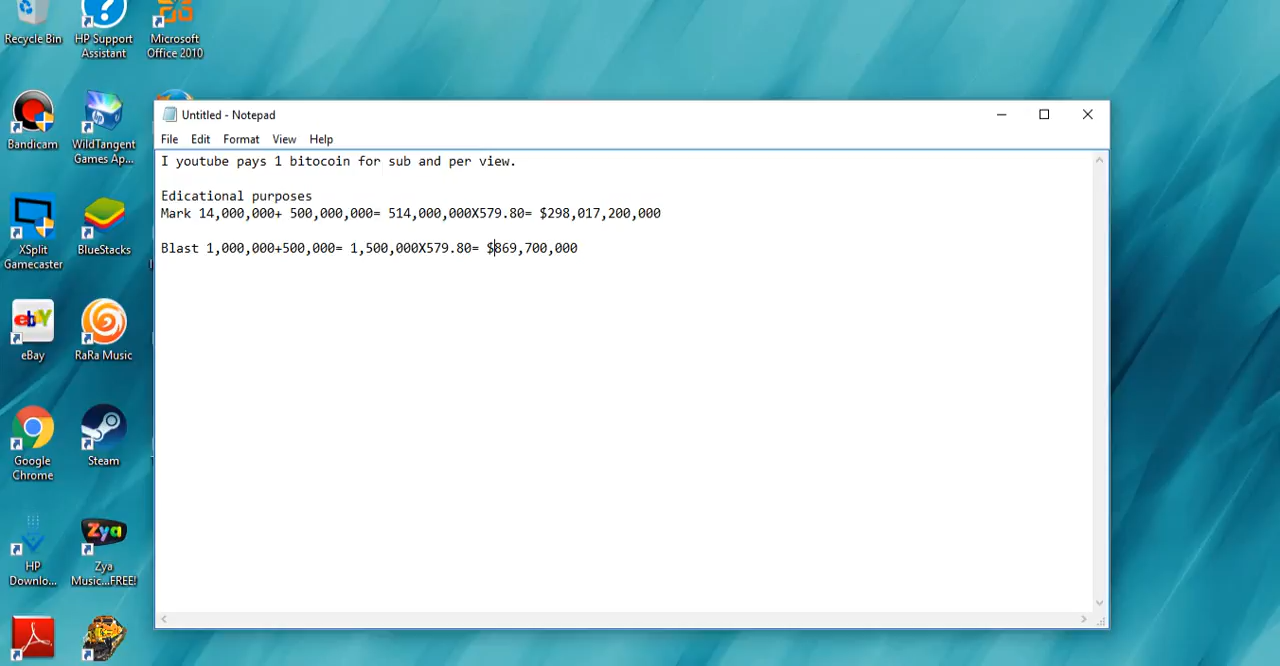 Recycle Bin
HP Support
Assistant
Microsoft
Office 2010
Untitled - Notepad
File Edit Format View Help
I youtube pays 1 bitocoin for sub and per view.
Edicational purposes
Mark 14,000,000+ 500,000,000= 514,000,000X579.80= $298,017,200,000
Blast 1,000,000+500,000= 1,500,000X579.80= $869,700,000
Bandicam
WildTangent
Games Ap...
XSplit
Gamecaster
BlueStacks
ebY
eBay
RaRa Music
Google
Chrome
Steam
HP
Downlo...
Zya
Zya
Music...FREE!